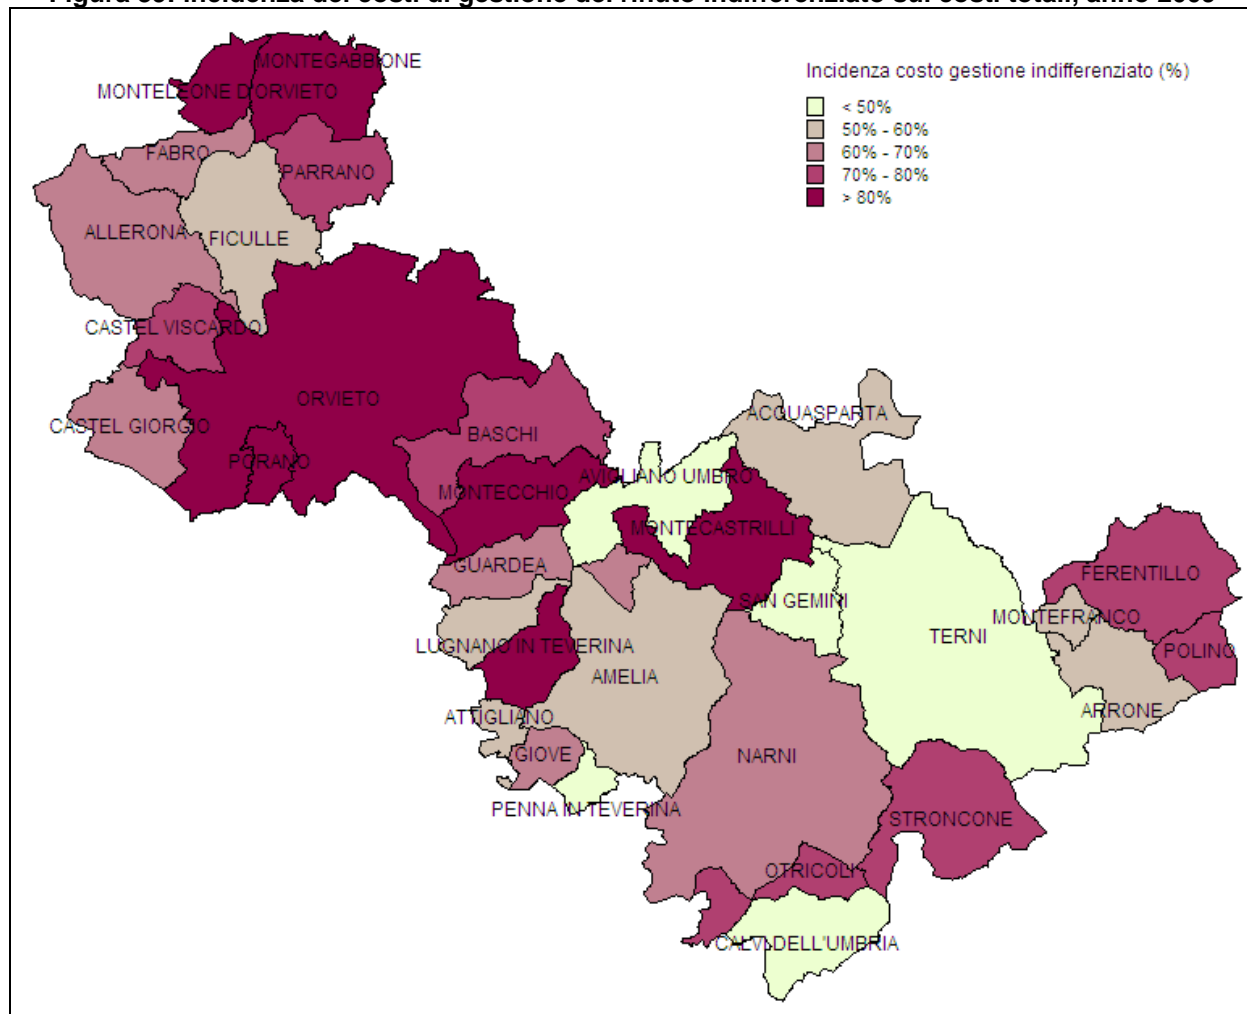 MONTEGABBIONE
MONTELEONE D'ORVIETO
FABRO
PARRANO
ALLERONA
FICULLE
CASTEL VISCARDO
ORVIETO
CASTEL GIORGIO
PORANO
BASCHI
MONTECCHIO
GUARDEA
LUGNANO IN TEVERINA
ATTIGLIANO
GIOVE
PENNA IN TEVERINA
AMELIA
AVIGLIANO UMBRO
MONTECASTRILLI
ACQUASPARTA
SAN GEMINI
TERNI
NARNI
OTRICOLI
CALVI DELL'UMBRIA
STRONCONE
FERENTILLO
MONTEFRANCO
POLINO
ARRONE
Incidenza costo gestione indifferenziato (%)
< 50%
50% - 60%
60% - 70%
70% - 80%
> 80%